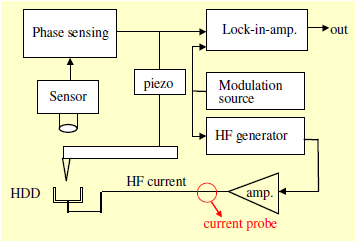 Phase sensing
Lock-in-amp.
out
Sensor
piezo
Modulation
source
HF generator
HDD
HF current
amp.
current probe